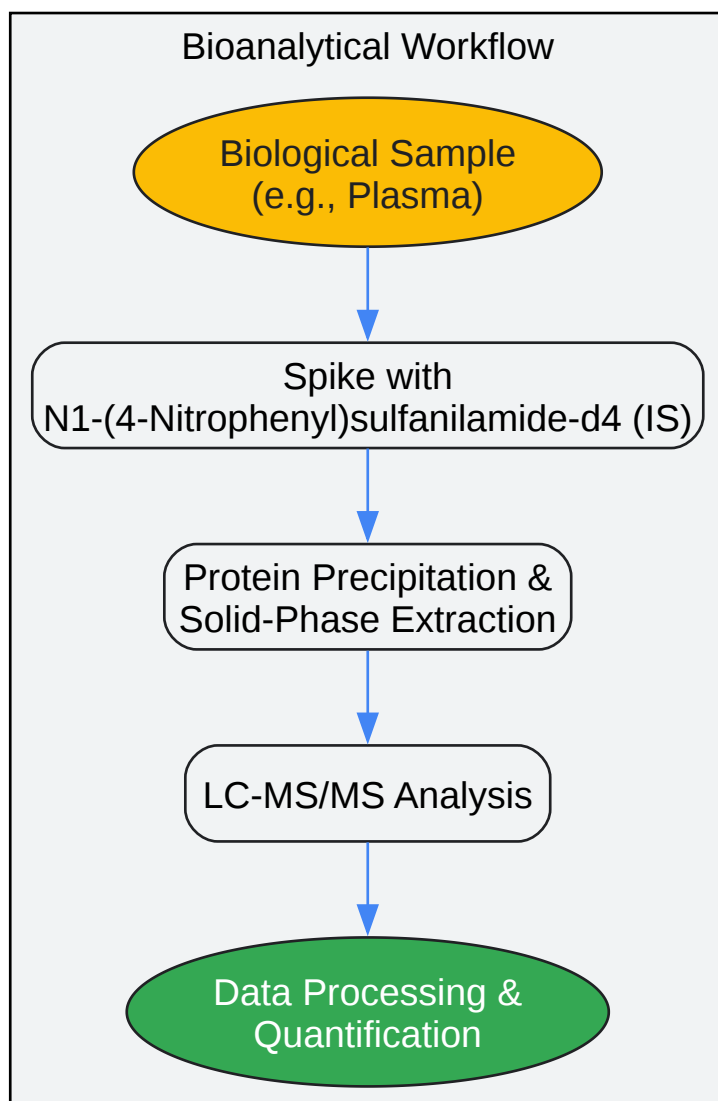 Bioanalytical Workflow
Biological Sample
(e.g., Plasma)
Spike with
N1-(4-Nitrophenyl)sulfanilamide-d4 (IS)
Protein Precipitation &
Solid-Phase Extraction
LC-MS/MS Analysis
Data Processing &
Quantification